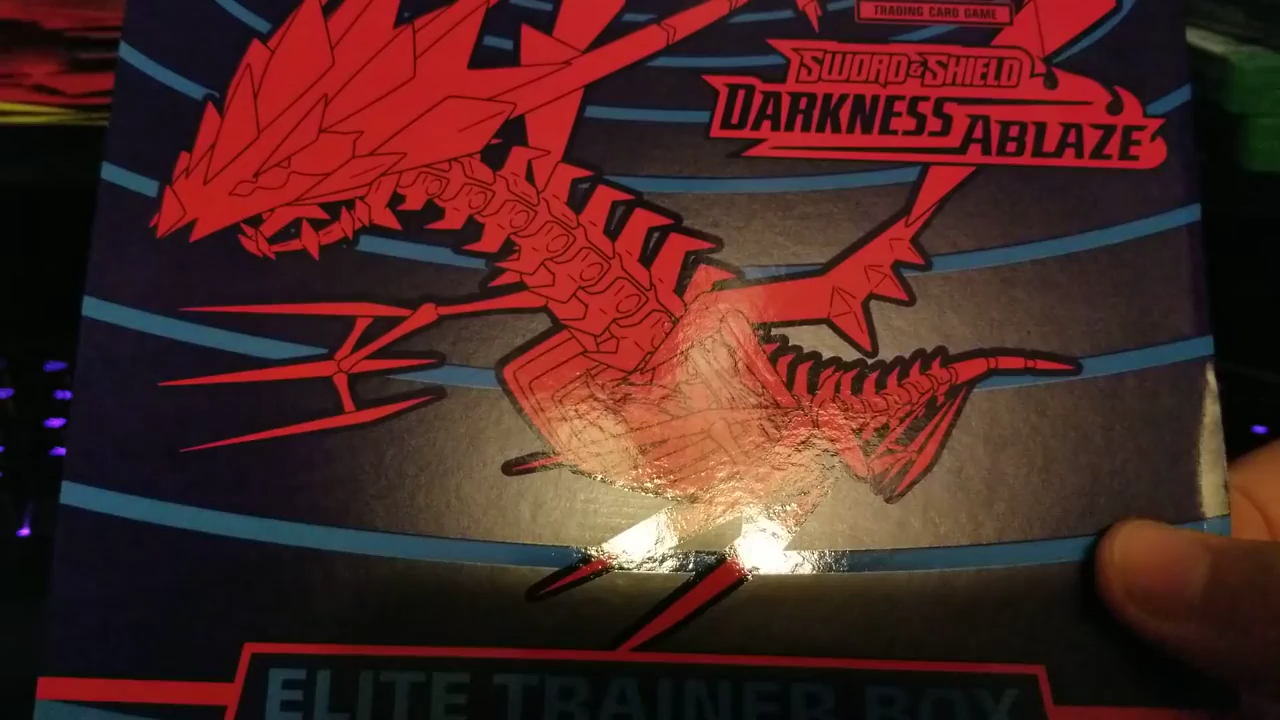 TRADING CARD GAME
SWORD & SHIELD
DARKNESS ABLAZE
ELITE TRAINER BOX